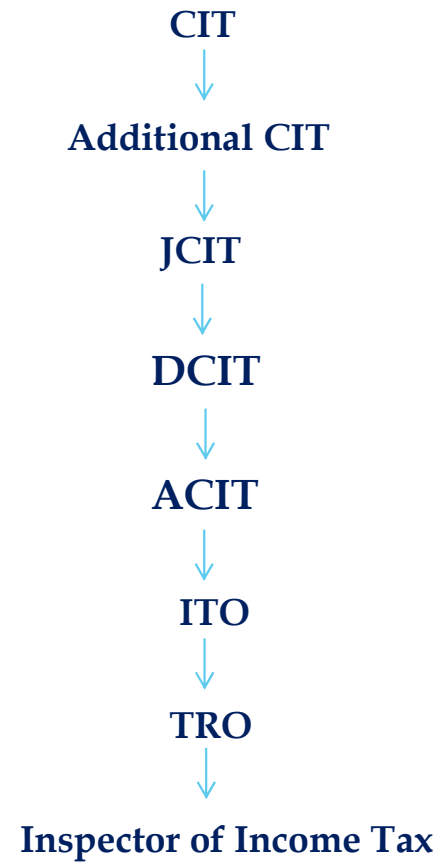 CIT
Additional CIT
JCIT
DCIT
ACIT
ITO
TRO
Inspector of Income Tax